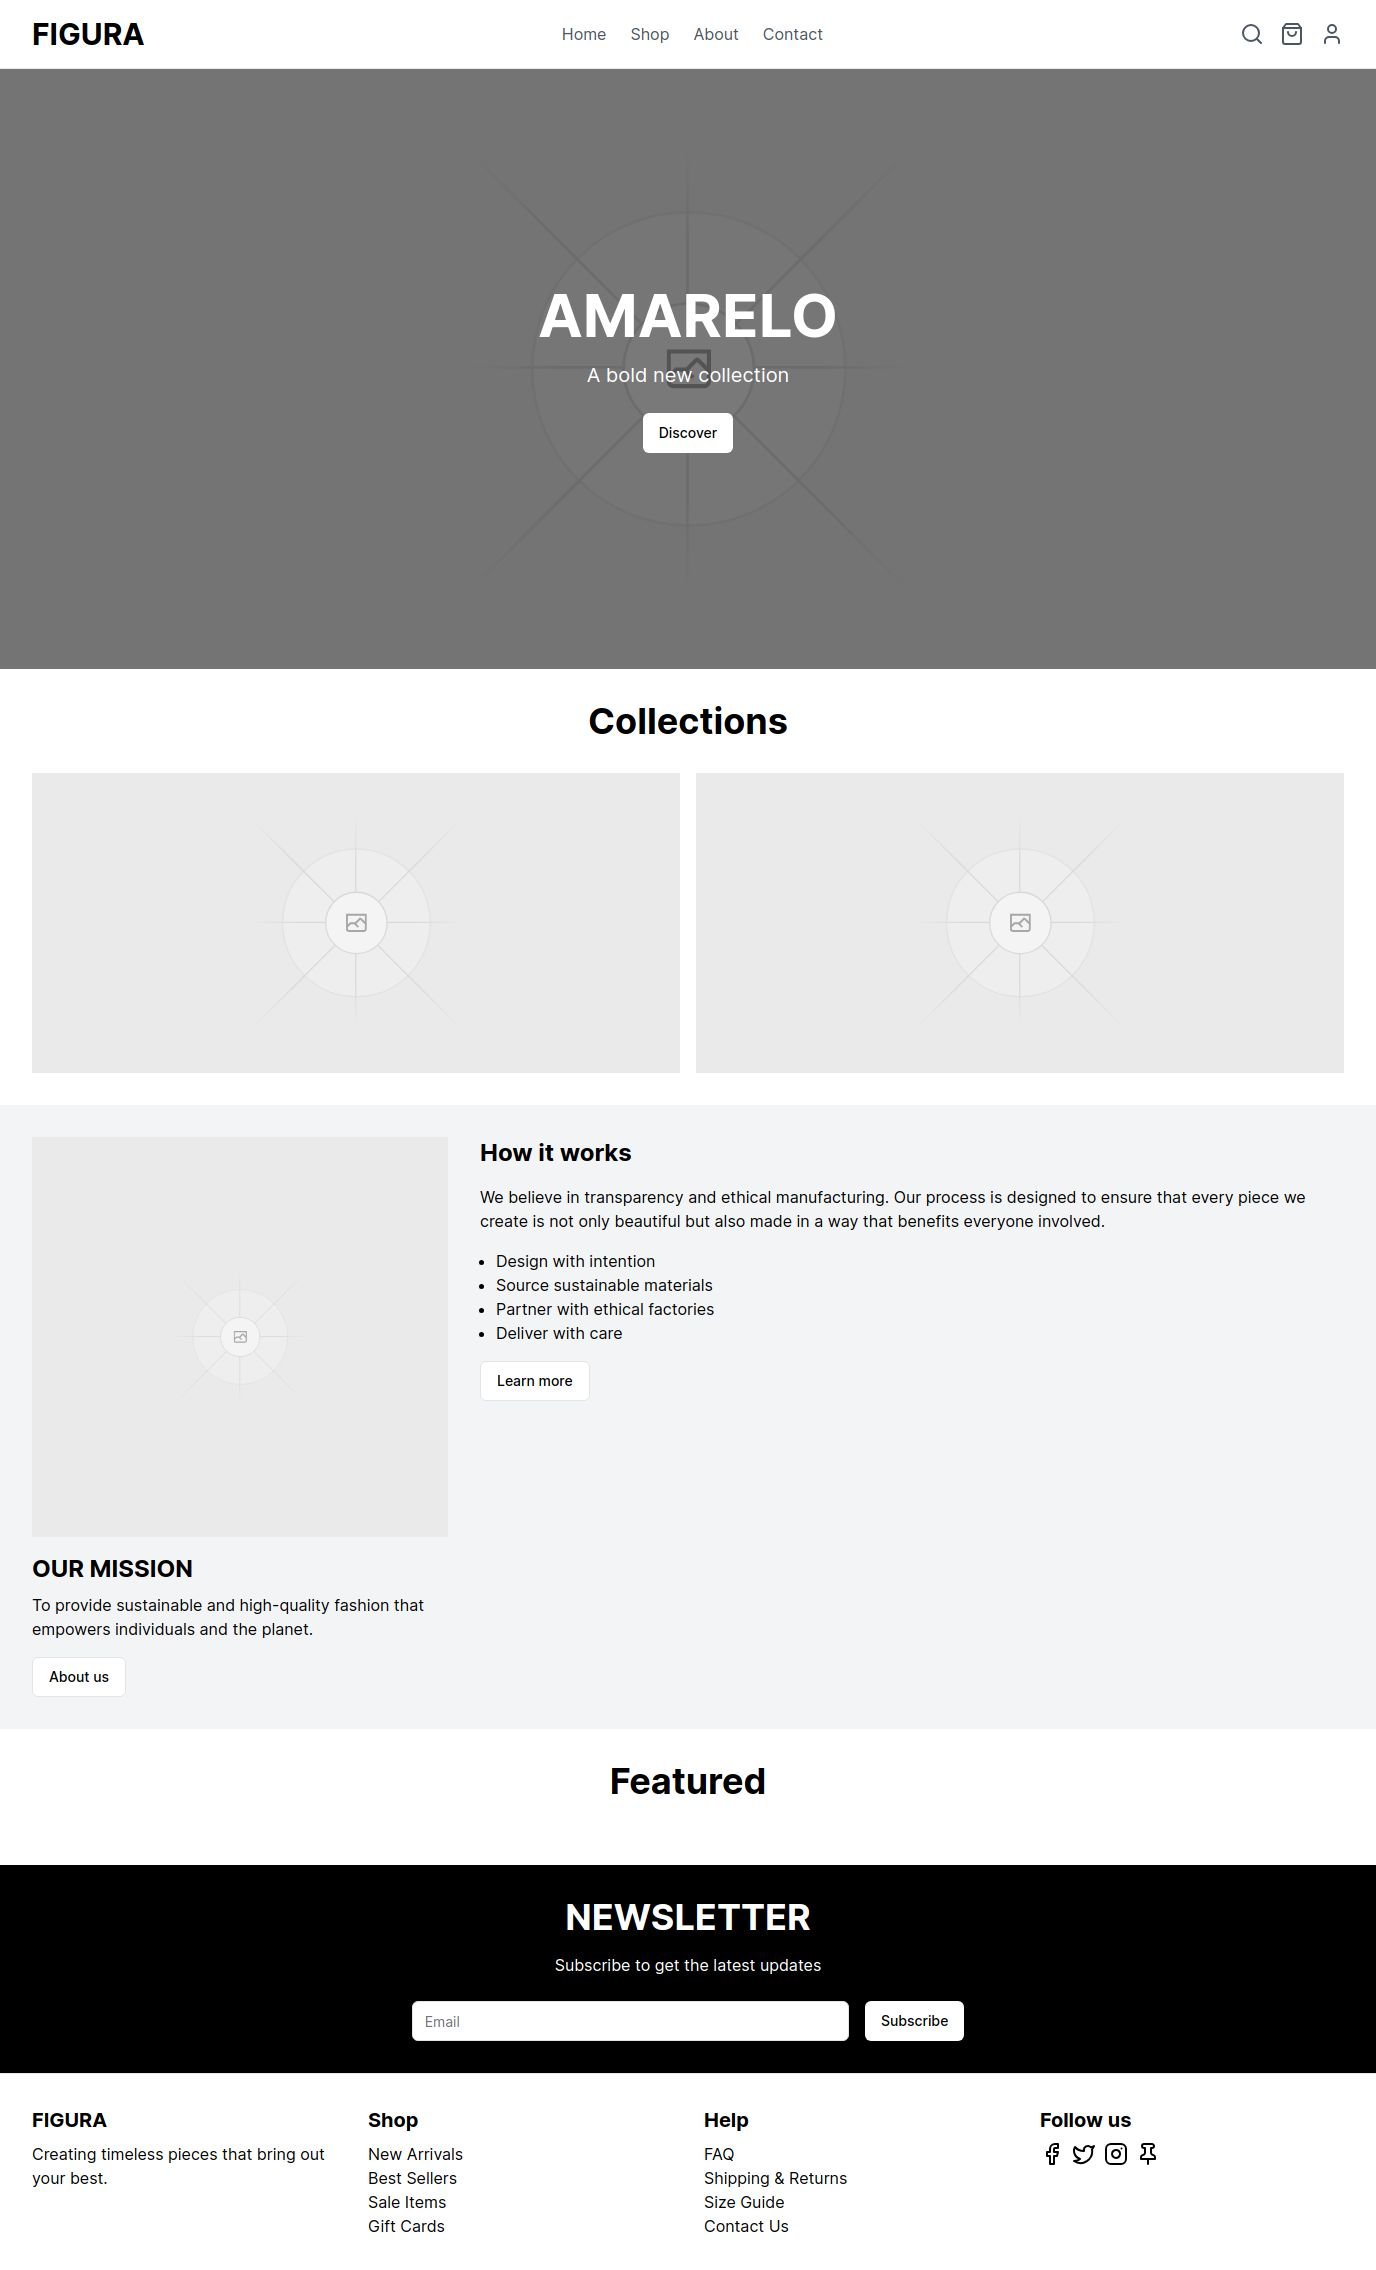 FIGURA
Home Shop About Contact
AMARELO
A bold new collection
Discover
Collections
How it works
We believe in transparency and ethical manufacturing. Our process is designed to ensure that every piece we
create is not only beautiful but also made in a way that benefits everyone involved.
Design with intention
Source sustainable materials
Partner with ethical factories
Deliver with care
Learn more
OUR MISSION
To provide sustainable and high-quality fashion that
empowers individuals and the planet.
About us
Featured
NEWSLETTER
Subscribe to get the latest updates
Email
Subscribe
FIGURA
Creating timeless pieces that bring out
your best.
Shop
New Arrivals
Best Sellers
Sale Items
Gift Cards
Help
FAQ
Shipping & Returns
Size Guide
Contact Us
Follow us